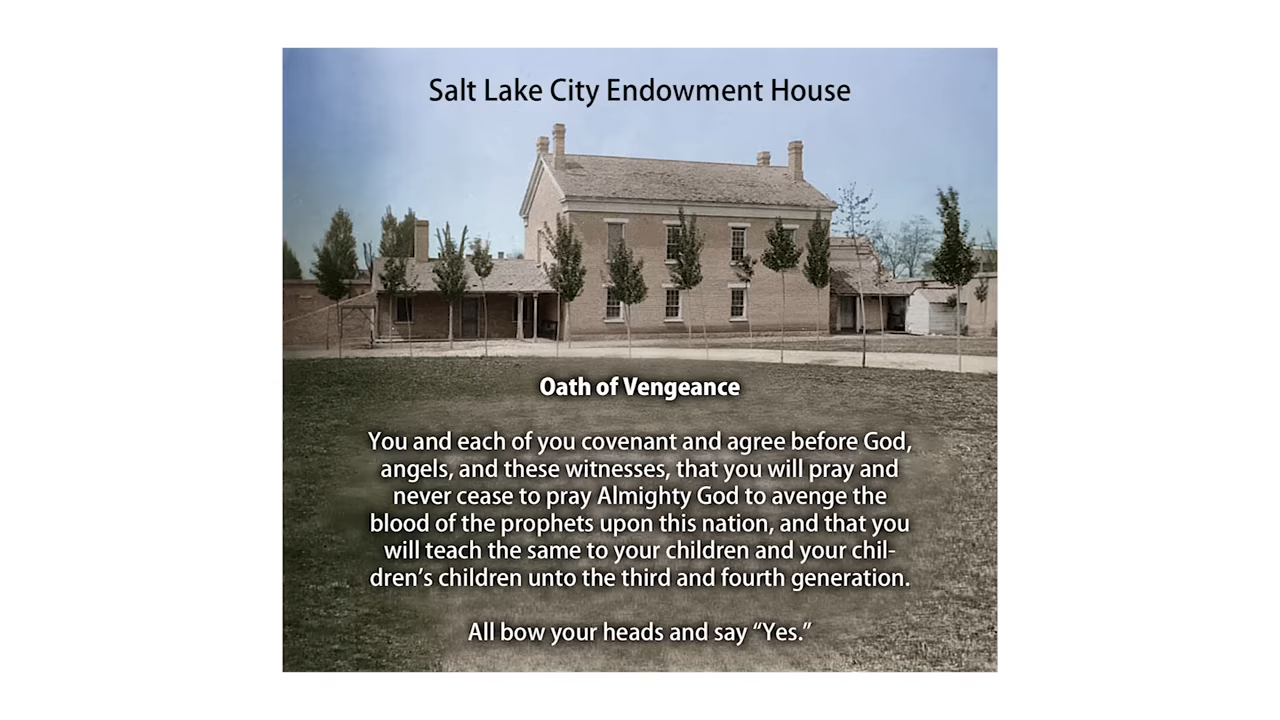 Salt Lake City Endowment House
Oath of Vengeance
You and each of you covenant and agree before God,
angels, and these witnesses, that you will pray and
never cease to pray Almighty God to avenge the
blood of the prophets upon this nation, and that you
will teach the same to your children and your chil-
dren’s children unto the third and fourth generation.
All bow your heads and say “Yes.”